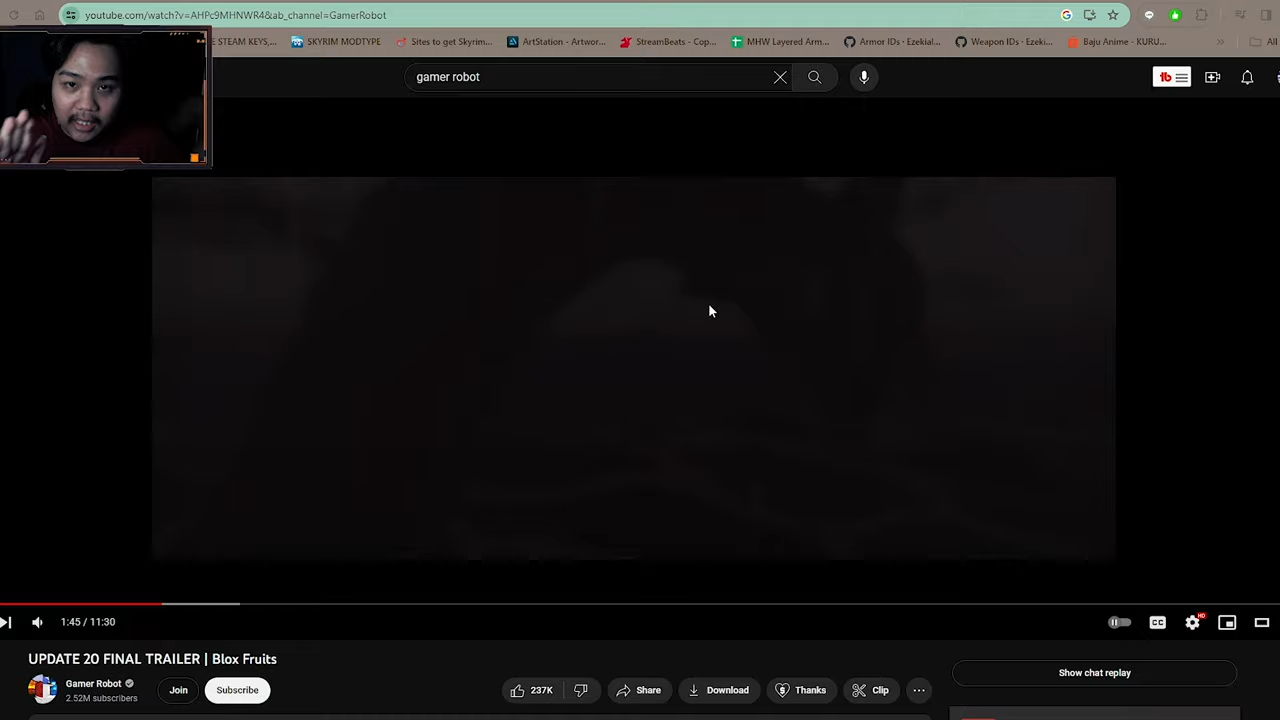 youtube.com/watch?v=AHPc9MHNWR4&ab_channel=GamerRobot
E STEAM KEYS,...
SKYRIM MODTYPE
Sites to get Skyrim...
ArtStation - Artwor...
StreamBeats - Cop...
MHW Layered Arm...
Armor IDs · Ezekial...
Weapon IDs · Ezeki...
Baju Anime - KURU...
»
All
gamer robot
tb
1:45 / 11:30
CC
HD
UPDATE 20 FINAL TRAILER | Blox Fruits
Gamer Robot
2.52M subscribers
Join
Subscribe
237K
Share
Download
Thanks
Clip
Show chat replay